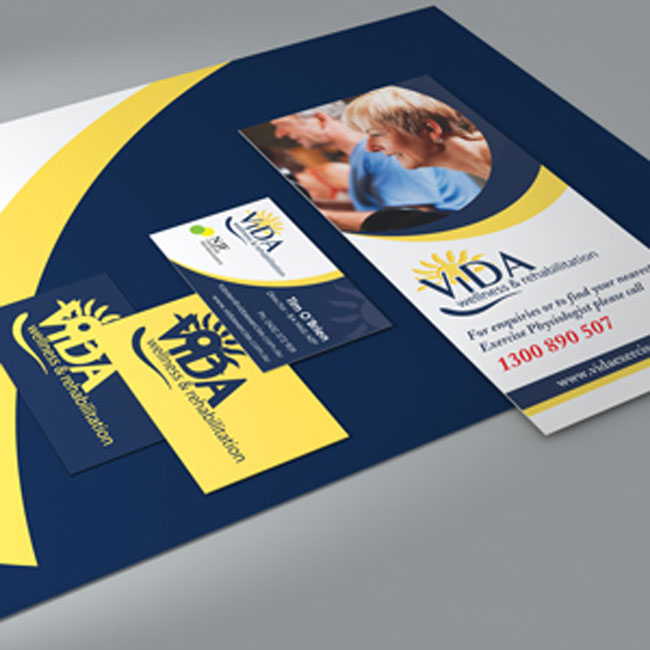 ViDA
wellness & rehabilitation
For enquiries or to find your nearest
Exercise Physiologist please call
1300 890 507
www.vidaexercis
ViDA
wellness & rehabilitation
Tim O'Brien
ViDA
wellness & rehabilitation
ViDA
wellness & rehabilitation